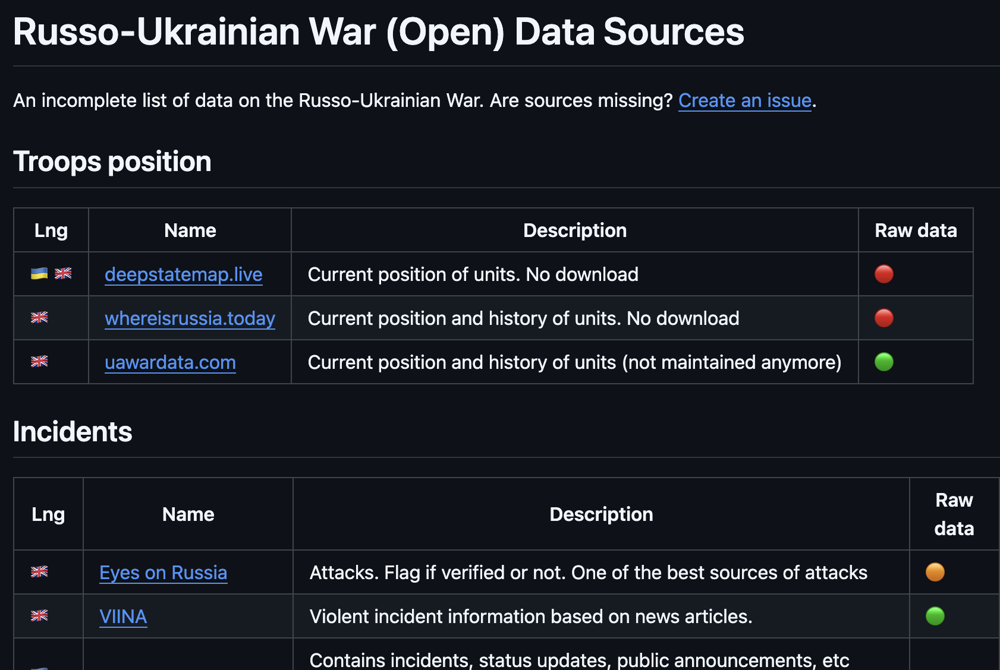 Russo-Ukrainian War (Open) Data Sources
An incomplete list of data on the Russo-Ukrainian War. Are sources missing? Create an issue.
Troops position
Lng Name Description Raw data
deepstatemap.live Current position of units. No download
whereisrussia.today Current position and history of units. No download
uawardata.com Current position and history of units (not maintained anymore)
Incidents
Lng Name Description Raw data
Eyes on Russia Attacks. Flag if verified or not. One of the best sources of attacks
VIINA Violent incident information based on news articles.
Contains incidents, status updates, public announcements, etc